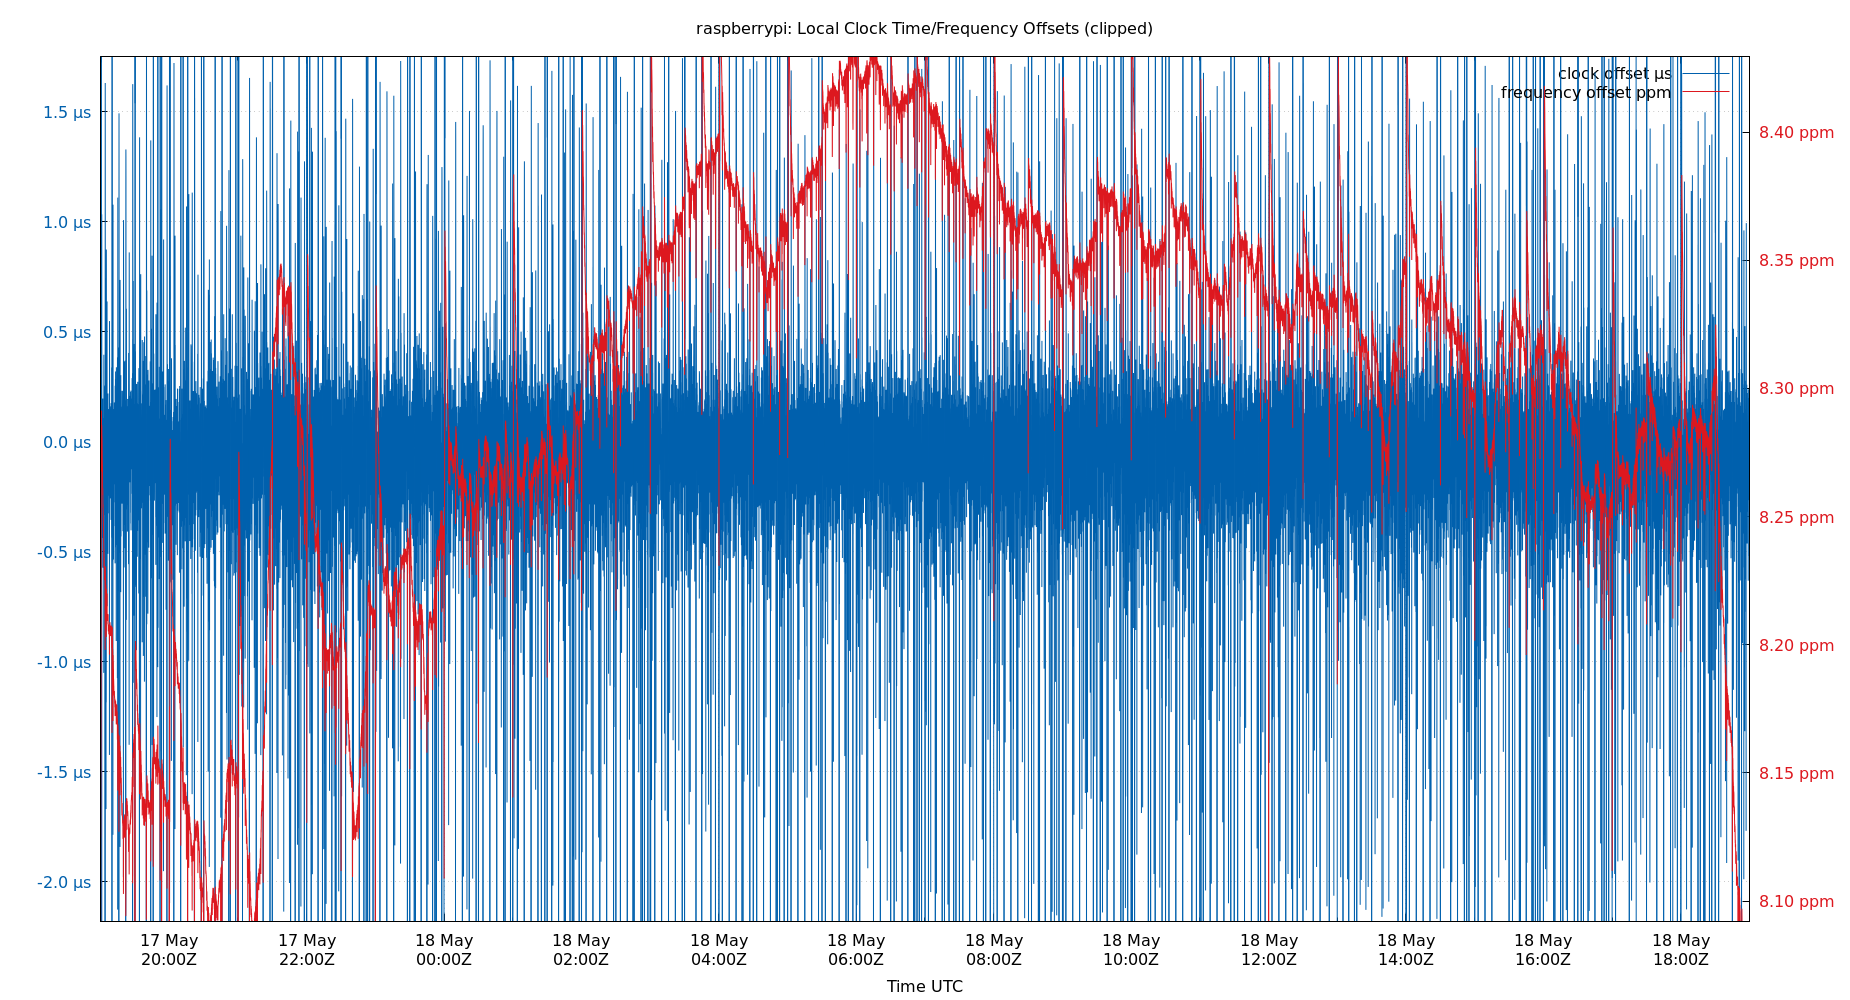 raspberrypi: Local Clock Time/Frequency Offsets (clipped)
clock offset µs
frequency offset ppm
1.5 µs
1.0 µs
0.5 µs
0.0 µs
-0.5 µs
-1.0 µs
-1.5 µs
-2.0 µs
8.40 ppm
8.35 ppm
8.30 ppm
8.25 ppm
8.20 ppm
8.15 ppm
8.10 ppm
17 May 17 May 18 May 18 May 18 May 18 May 18 May 18 May 18 May 18 May 18 May 18 May
20:00Z 22:00Z 00:00Z 02:00Z 04:00Z 06:00Z 08:00Z 10:00Z 12:00Z 14:00Z 16:00Z 18:00Z
Time UTC